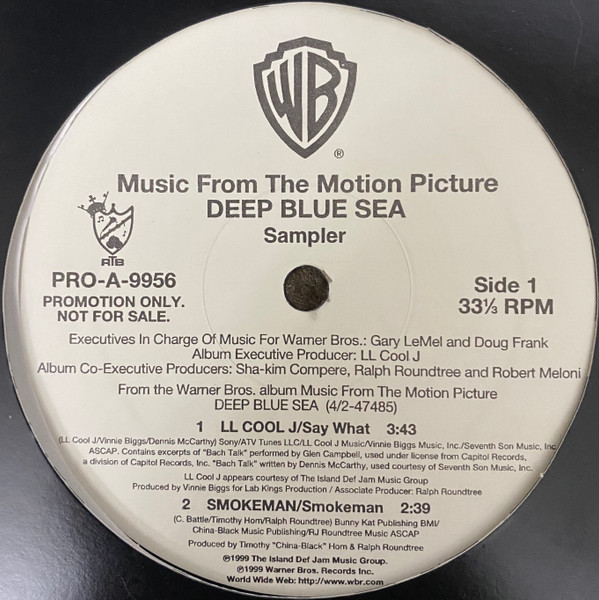 WB
®
Music From The Motion Picture
DEEP BLUE SEA
Sampler
RTB
PRO-A-9956
PROMOTION ONLY.
NOT FOR SALE.
Side 1
33⅓ RPM
Executives In Charge Of Music For Warner Bros.: Gary LeMel and Doug Frank
Album Executive Producer: LL Cool J
Album Co-Executive Producers: Sha-kim Compere, Ralph Roundtree and Robert Meloni
From the Warner Bros. album Music From The Motion Picture
DEEP BLUE SEA (4/2-47485)
1 LL COOL J/Say What 3:43
(LL Cool J/Vinnie Biggs/Dennis McCarthy) Sony/ATV Tunes LLC/LL Cool J Music/Vinnie Biggs Music, Inc./Seventh Son Music, Inc.
ASCAP. Contains excerpts of "Bach Talk" performed by Glen Campbell, used under license from Capitol Records,
a division of Capitol Records, Inc. "Bach Talk" written by Dennis McCarthy, used courtesy of Seventh Son Music, Inc.
LL Cool J appears courtesy of The Island Def Jam Music Group
Produced by Vinnie Biggs for Lab Kings Production / Associate Producer: Ralph Roundtree
2 SMOKEMAN/Smokeman 2:39
(C. Battle/Timothy Horn/Ralph Roundtree) Bunny Kat Publishing BMI/
China-Black Music Publishing/RJ Roundtree Music ASCAP
Produced by Timothy "China-Black" Horn & Ralph Roundtree
℗1999 The Island Def Jam Music Group.
℗1999 Warner Bros. Records Inc.
World Wide Web: http://www.wbr.com